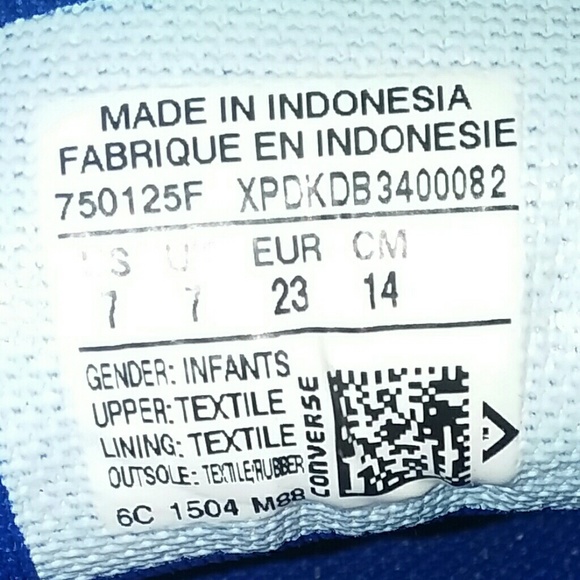 MADE IN INDONESIA
FABRIQUE EN INDONESIE
750125F XPDKDB3400082
EUR CM
7 7 23 14
GENDER: INFANTS
UPPER: TEXTILE
LINING: TEXTILE
OUTSOLE: TEXTILE/RUBBER
6C 1504 M88
CONVERSE